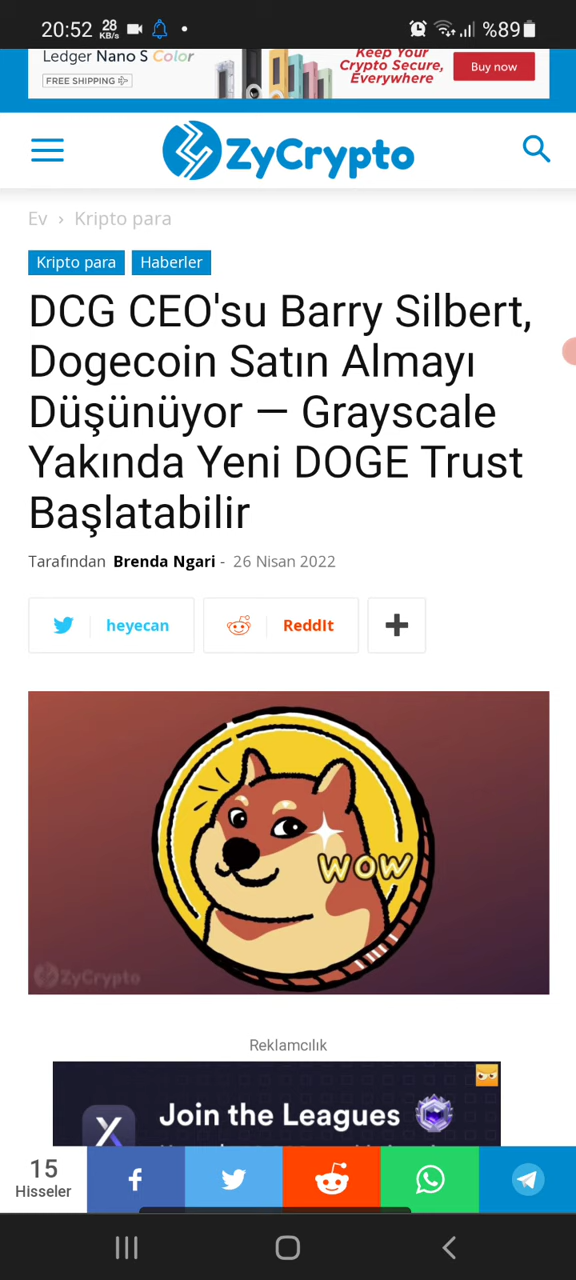 20:52 28 KB/s %89
Ledger Nano S Color
FREE SHIPPING
Keep Your
Crypto Secure,
Everywhere
Buy now
ZyCrypto
Ev › Kripto para
Kripto para Haberler
DCG CEO'su Barry Silbert,
Dogecoin Satın Almayı
Düşünüyor — Grayscale
Yakında Yeni DOGE Trust
Başlatabilir
Tarafından Brenda Ngari - 26 Nisan 2022
heyecan ReddIt
WOW
ZyCrypto
Reklamcılık
Join the Leagues
15
Hisseler